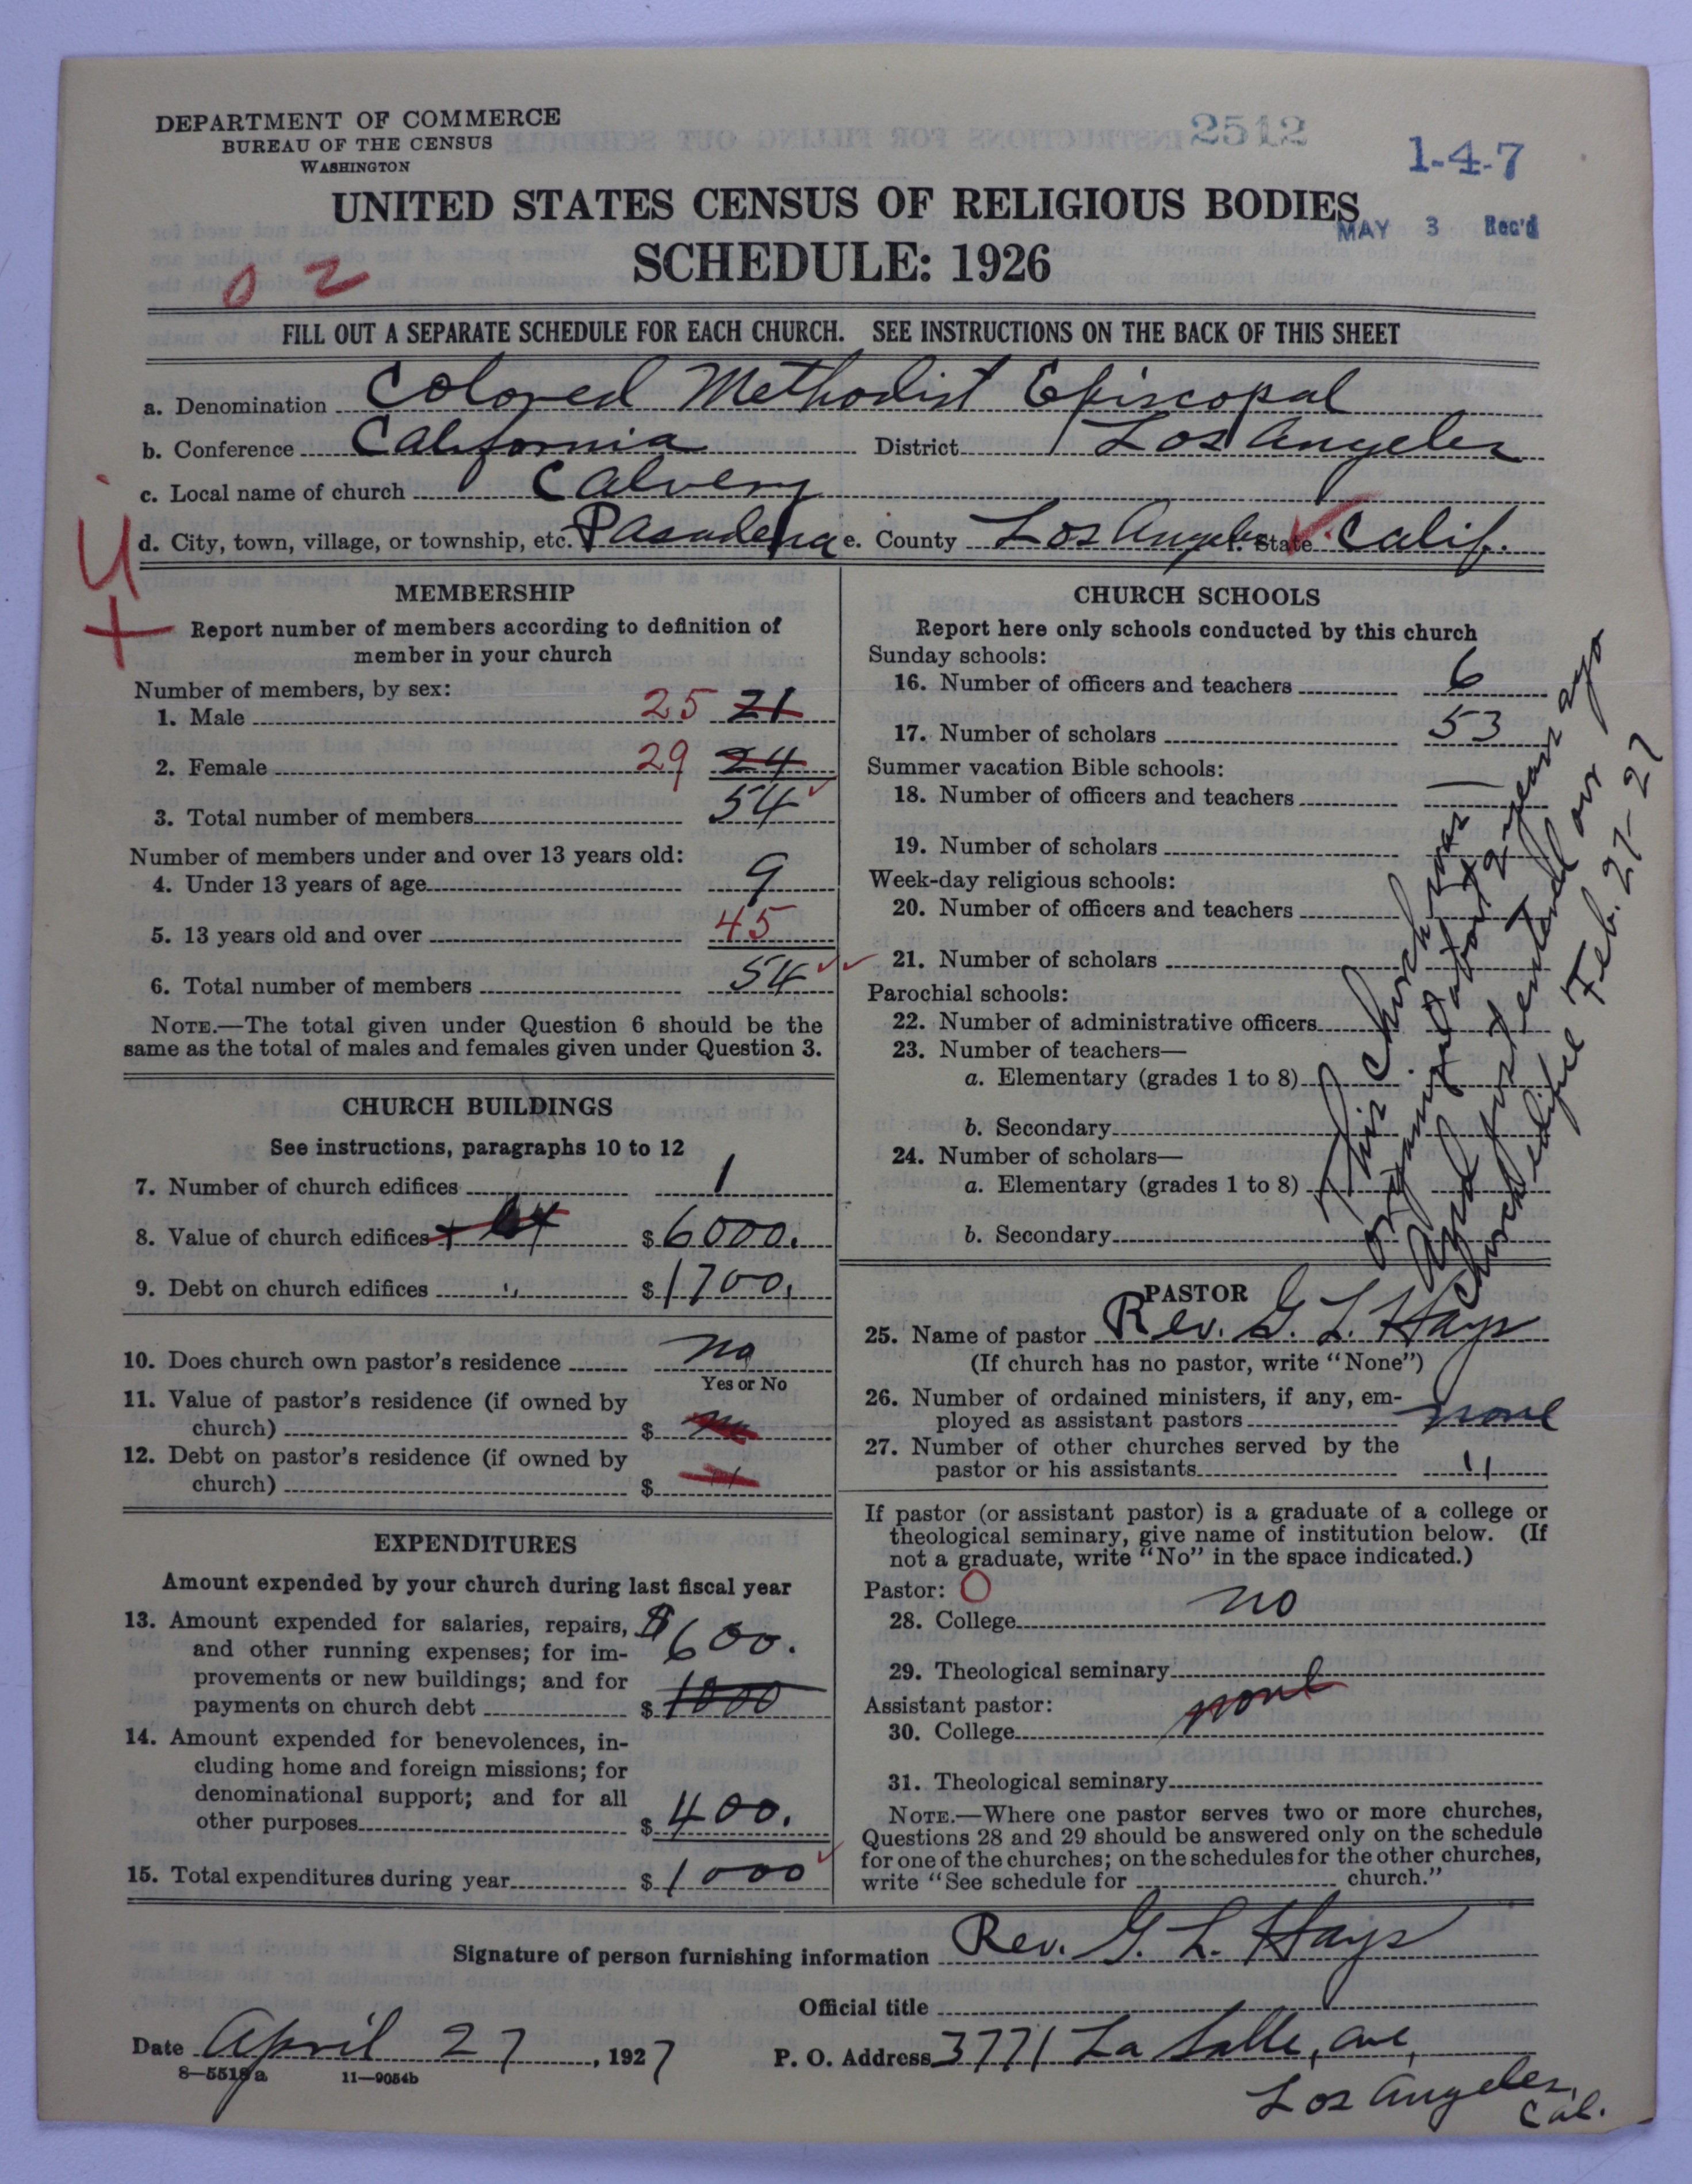 DEPARTMENT OF COMMERCE
BUREAU OF THE CENSUS
WASHINGTON
2512
1-4-7
UNITED STATES CENSUS OF RELIGIOUS BODIES
MAY 3 Rec'd
SCHEDULE: 1926
0 2
FILL OUT A SEPARATE SCHEDULE FOR EACH CHURCH. SEE INSTRUCTIONS ON THE BACK OF THIS SHEET
a. Denomination Colored Methodist Episcopal
b. Conference California District Los Angeles
c. Local name of church Calvery
U
d. City, town, village, or township, etc. Pasadena e. County Los Angeles f. State Calif.
+
MEMBERSHIP
Report number of members according to definition of
member in your church
Number of members, by sex:
1. Male 25 21
2. Female 29 24
3. Total number of members 54
Number of members under and over 13 years old:
4. Under 13 years of age 9
5. 13 years old and over 45
6. Total number of members 54
NOTE.—The total given under Question 6 should be the
same as the total of males and females given under Question 3.
CHURCH BUILDINGS
See instructions, paragraphs 10 to 12
7. Number of church edifices 1
8. Value of church edifices $ 6000.
9. Debt on church edifices $ 1700.
10. Does church own pastor's residence no
Yes or No
11. Value of pastor's residence (if owned by
church) $
12. Debt on pastor's residence (if owned by
church) $
EXPENDITURES
Amount expended by your church during last fiscal year
13. Amount expended for salaries, repairs, $600.
and other running expenses; for im-
provements or new buildings; and for
payments on church debt $ 1000
14. Amount expended for benevolences, in-
cluding home and foreign missions; for
denominational support; and for all
other purposes $ 400.
15. Total expenditures during year $ 1000
CHURCH SCHOOLS
Report here only schools conducted by this church
Sunday schools:
16. Number of officers and teachers 6
17. Number of scholars 53
Summer vacation Bible schools:
18. Number of officers and teachers —
19. Number of scholars
Week-day religious schools:
20. Number of officers and teachers
21. Number of scholars
Parochial schools:
22. Number of administrative officers
23. Number of teachers—
a. Elementary (grades 1 to 8)
b. Secondary
24. Number of scholars—
a. Elementary (grades 1 to 8)
b. Secondary
This church was
organized about 2 years ago
and just entered our
church edifice Feb. 27-27
PASTOR
25. Name of pastor Rev. G. L. Hays
(If church has no pastor, write "None")
26. Number of ordained ministers, if any, em-
ployed as assistant pastors none
27. Number of other churches served by the
pastor or his assistants 11
If pastor (or assistant pastor) is a graduate of a college or
theological seminary, give name of institution below. (If
not a graduate, write "No" in the space indicated.)
Pastor: O
28. College no
29. Theological seminary
Assistant pastor: none
30. College
31. Theological seminary
NOTE.—Where one pastor serves two or more churches,
Questions 28 and 29 should be answered only on the schedule
for one of the churches; on the schedules for the other churches,
write "See schedule for church."
Signature of person furnishing information Rev. G. L. Hays
Official title
Date April 27, 1927 P. O. Address 3771 La Salle, ave,
8—5518a 11—9054b
Los Angeles,
Cal.